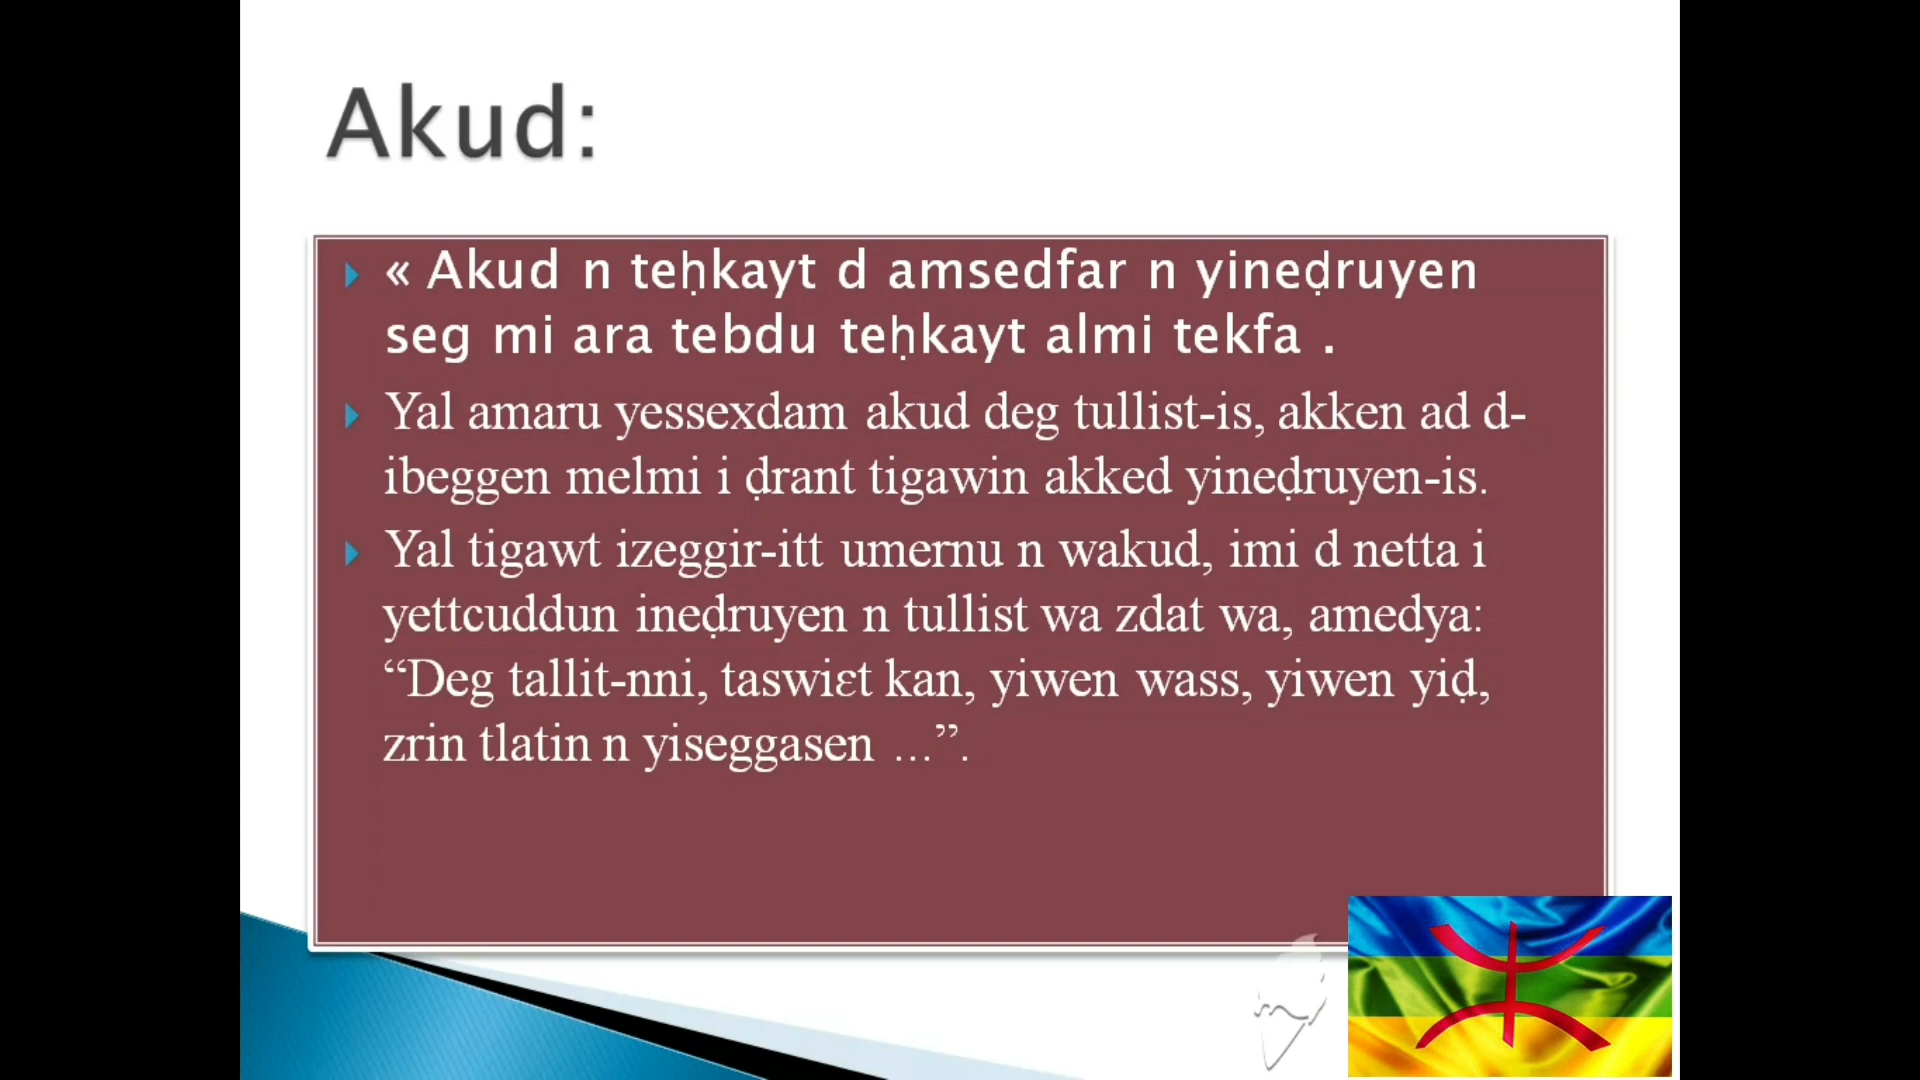 Akud:
« Akud n teḥkayt d amsedfar n yineḍruyen
seg mi ara tebdu teḥkayt almi tekfa .
Yal amaru yessexdam akud deg tullist-is, akken ad d-
ibeggen melmi i ḍrant tigawin akked yineḍruyen-is.
Yal tigawt izeggir-itt umernu n wakud, imi d netta i
yettcuddun ineḍruyen n tullist wa zdat wa, amedya:
“Deg tallit-nni, taswiɛt kan, yiwen wass, yiwen yiḍ,
zrin tlatin n yiseggasen …”.